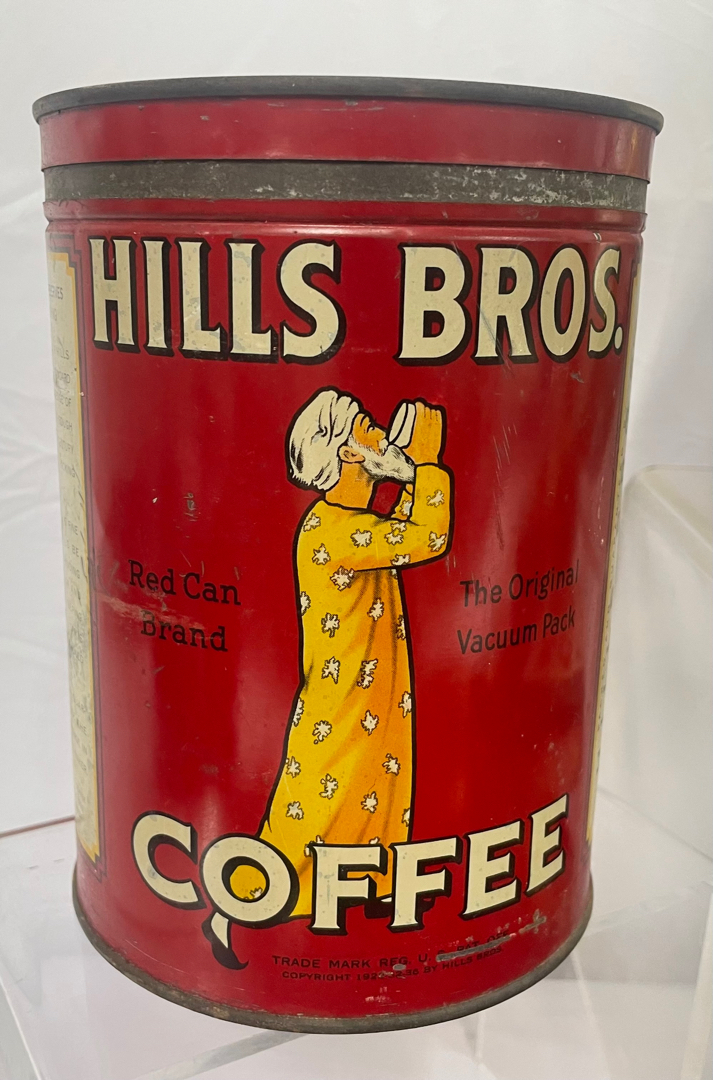 HILLS BROS.
Red Can
Brand
The Original
Vacuum Pack
COFFEE
TRADE MARK REG. U.
COPYRIGHT BY HILLS BROS.